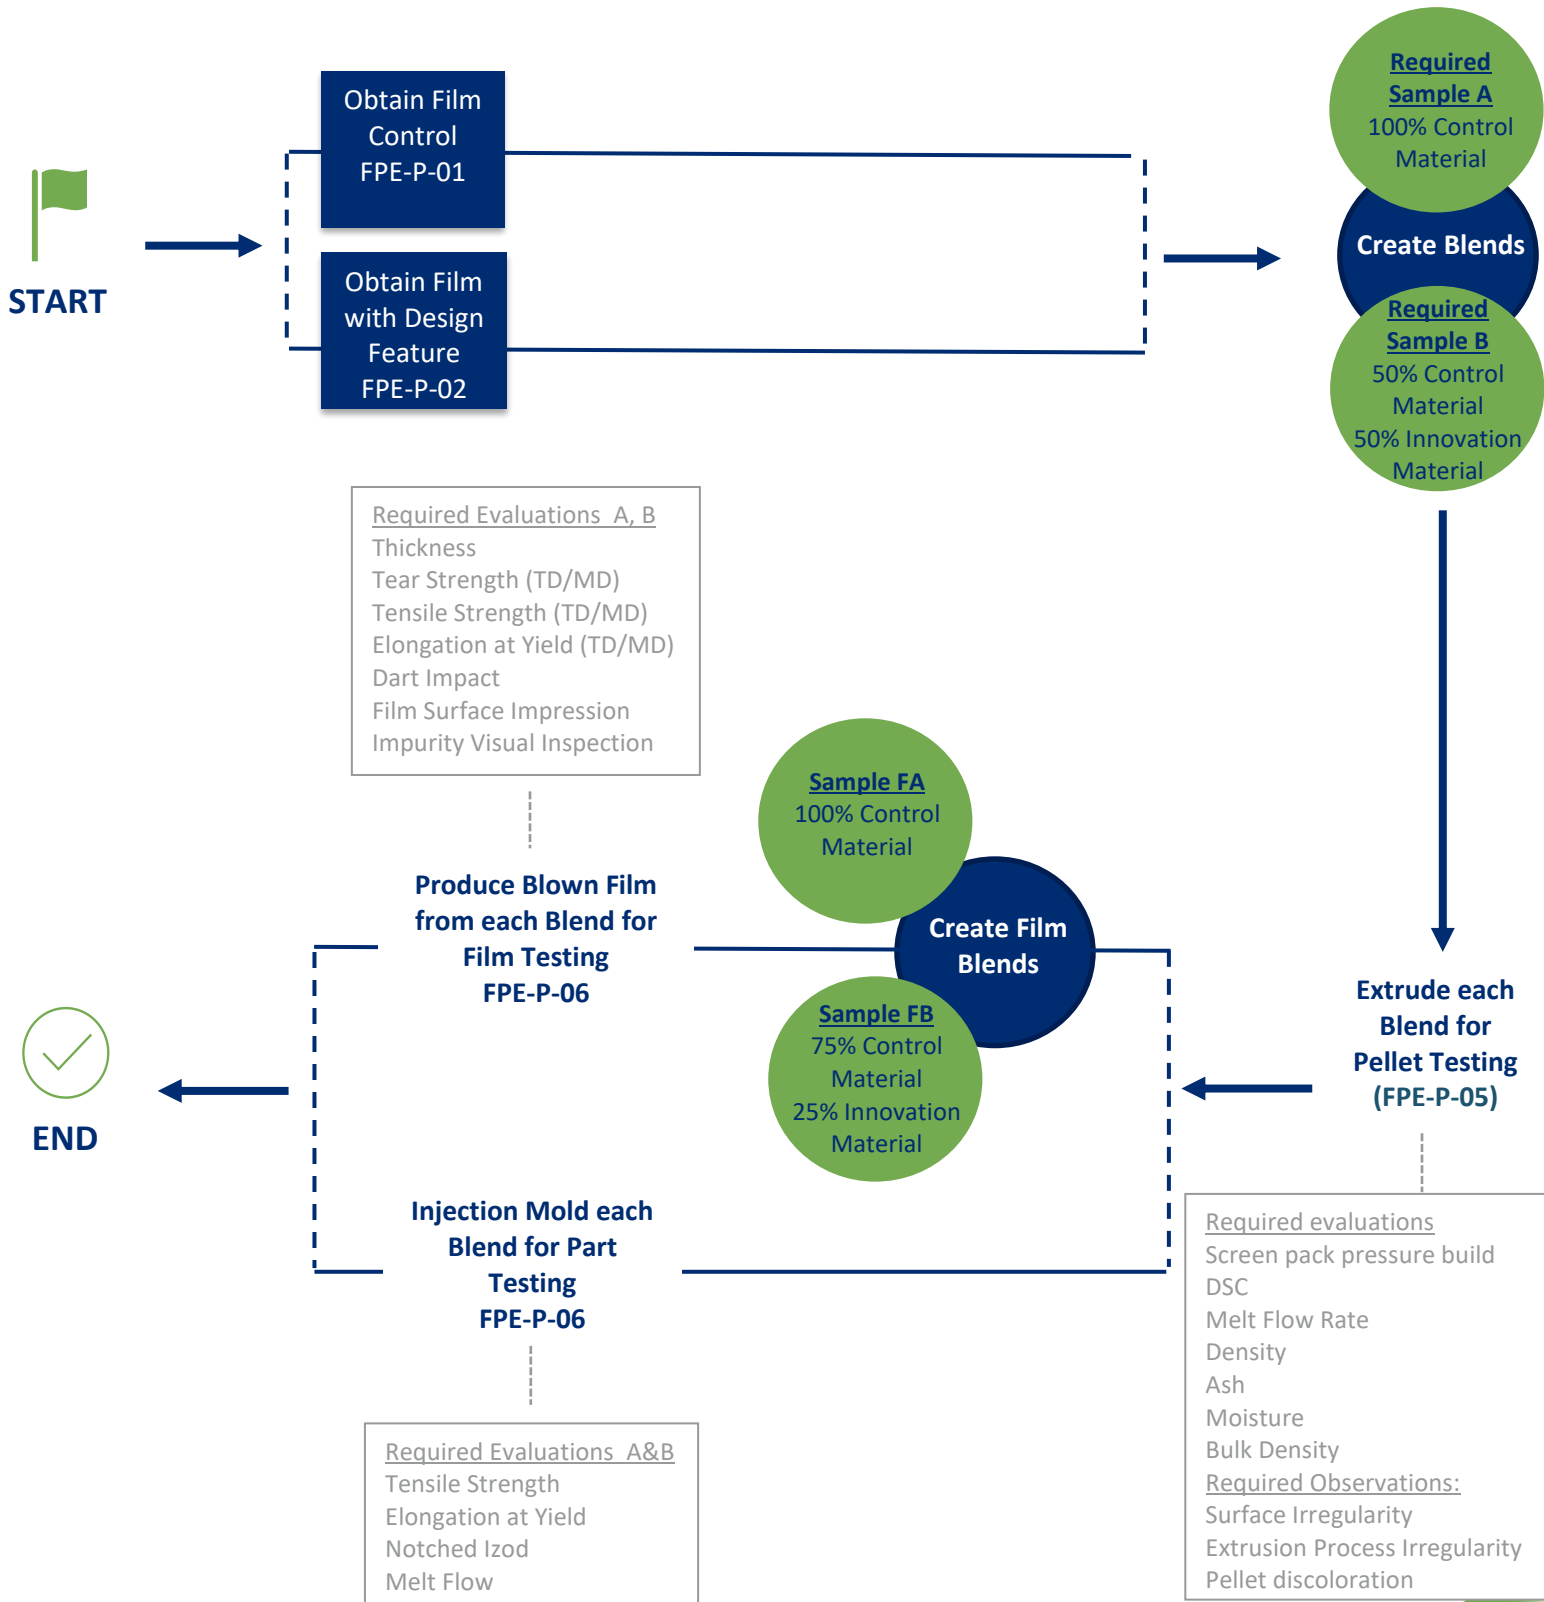 START
Obtain Film
Control
FPE-P-01
Obtain Film
with Design
Feature
FPE-P-02
Required
Sample A
100% Control
Material
Create Blends
Required
Sample B
50% Control
Material
50% Innovation
Material
Extrude each
Blend for
Pellet Testing
(FPE-P-05)
Required evaluations
Screen pack pressure build
DSC
Melt Flow Rate
Density
Ash
Moisture
Bulk Density
Required Observations:
Surface Irregularity
Extrusion Process Irregularity
Pellet discoloration
Sample FA
100% Control
Material
Create Film
Blends
Sample FB
75% Control
Material
25% Innovation
Material
Required Evaluations  A, B
Thickness
Tear Strength (TD/MD)
Tensile Strength (TD/MD)
Elongation at Yield (TD/MD)
Dart Impact
Film Surface Impression
Impurity Visual Inspection
Produce Blown Film
from each Blend for
Film Testing
FPE-P-06
Injection Mold each
Blend for Part
Testing
FPE-P-06
Required Evaluations  A&B
Tensile Strength
Elongation at Yield
Notched Izod
Melt Flow
END